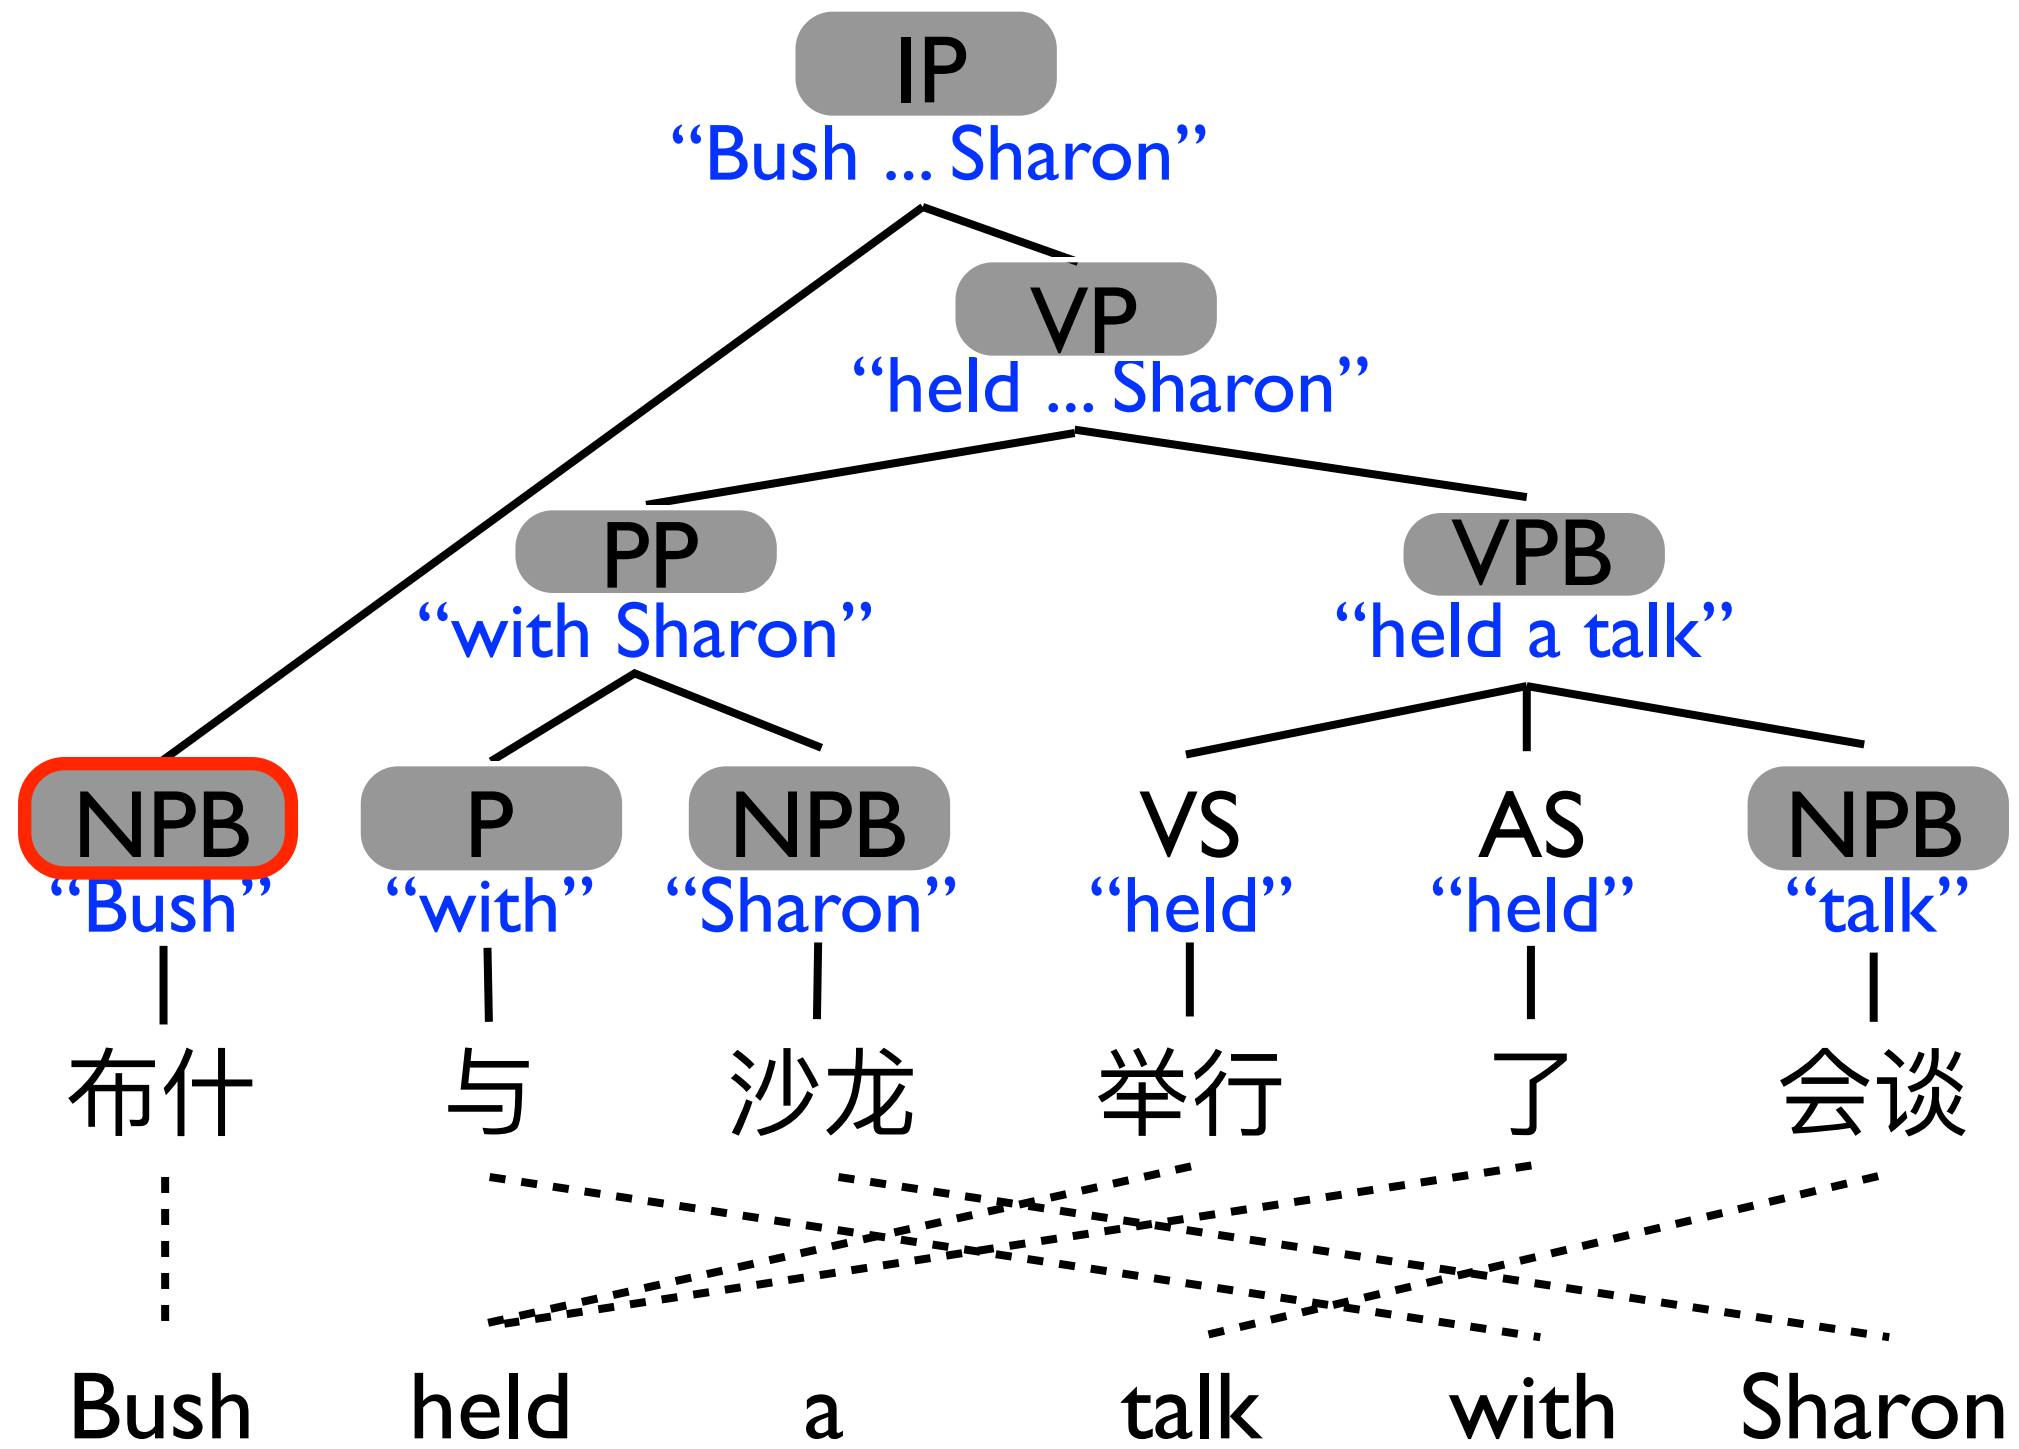 IP
“Bush ... Sharon”
VP
“held ... Sharon”
PP VPB
“with Sharon” “held a talk”
NPB P NPB VS AS NPB
“Bush” “with” “Sharon” “held” “held” “talk”
布什 与 沙龙 举行 了 会谈
Bush held a talk with Sharon